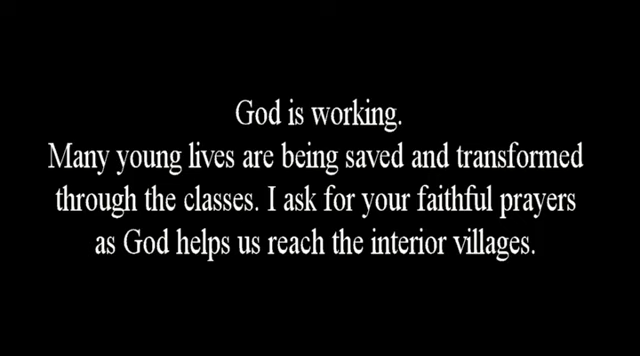 God is working.
Many young lives are being saved and transformed
through the classes. I ask for your faithful prayers
as God helps us reach the interior villages.